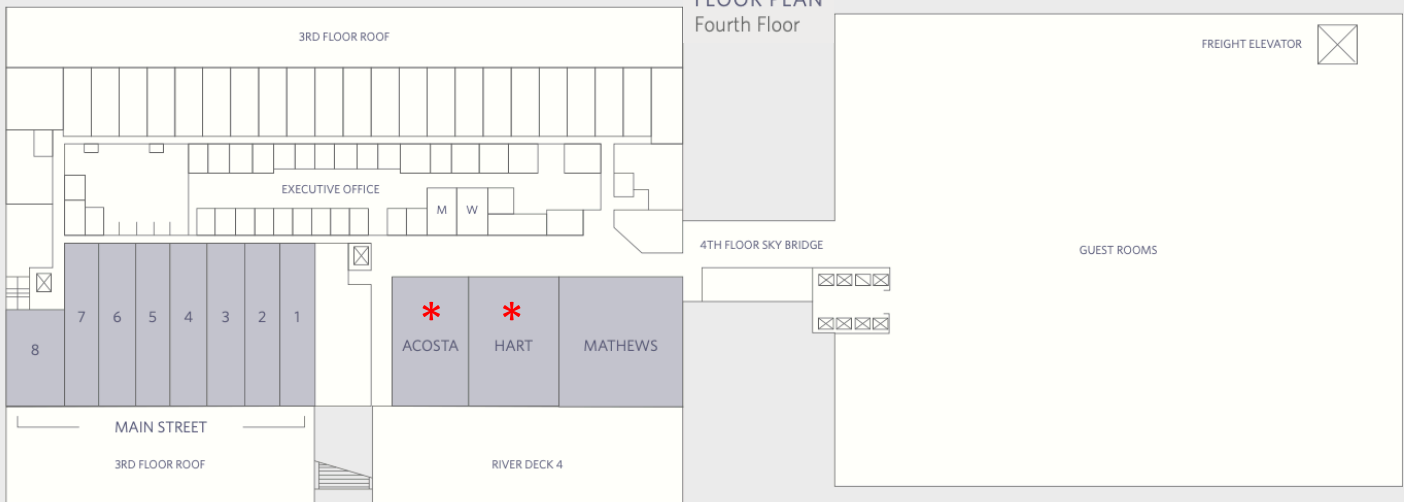 FLOOR PLAN
Fourth Floor
3RD FLOOR ROOF
FREIGHT ELEVATOR
EXECUTIVE OFFICE
M W
4TH FLOOR SKY BRIDGE
GUEST ROOMS
7 6 5 4 3 2 1
* *
8
ACOSTA HART MATHEWS
MAIN STREET
3RD FLOOR ROOF
RIVER DECK 4